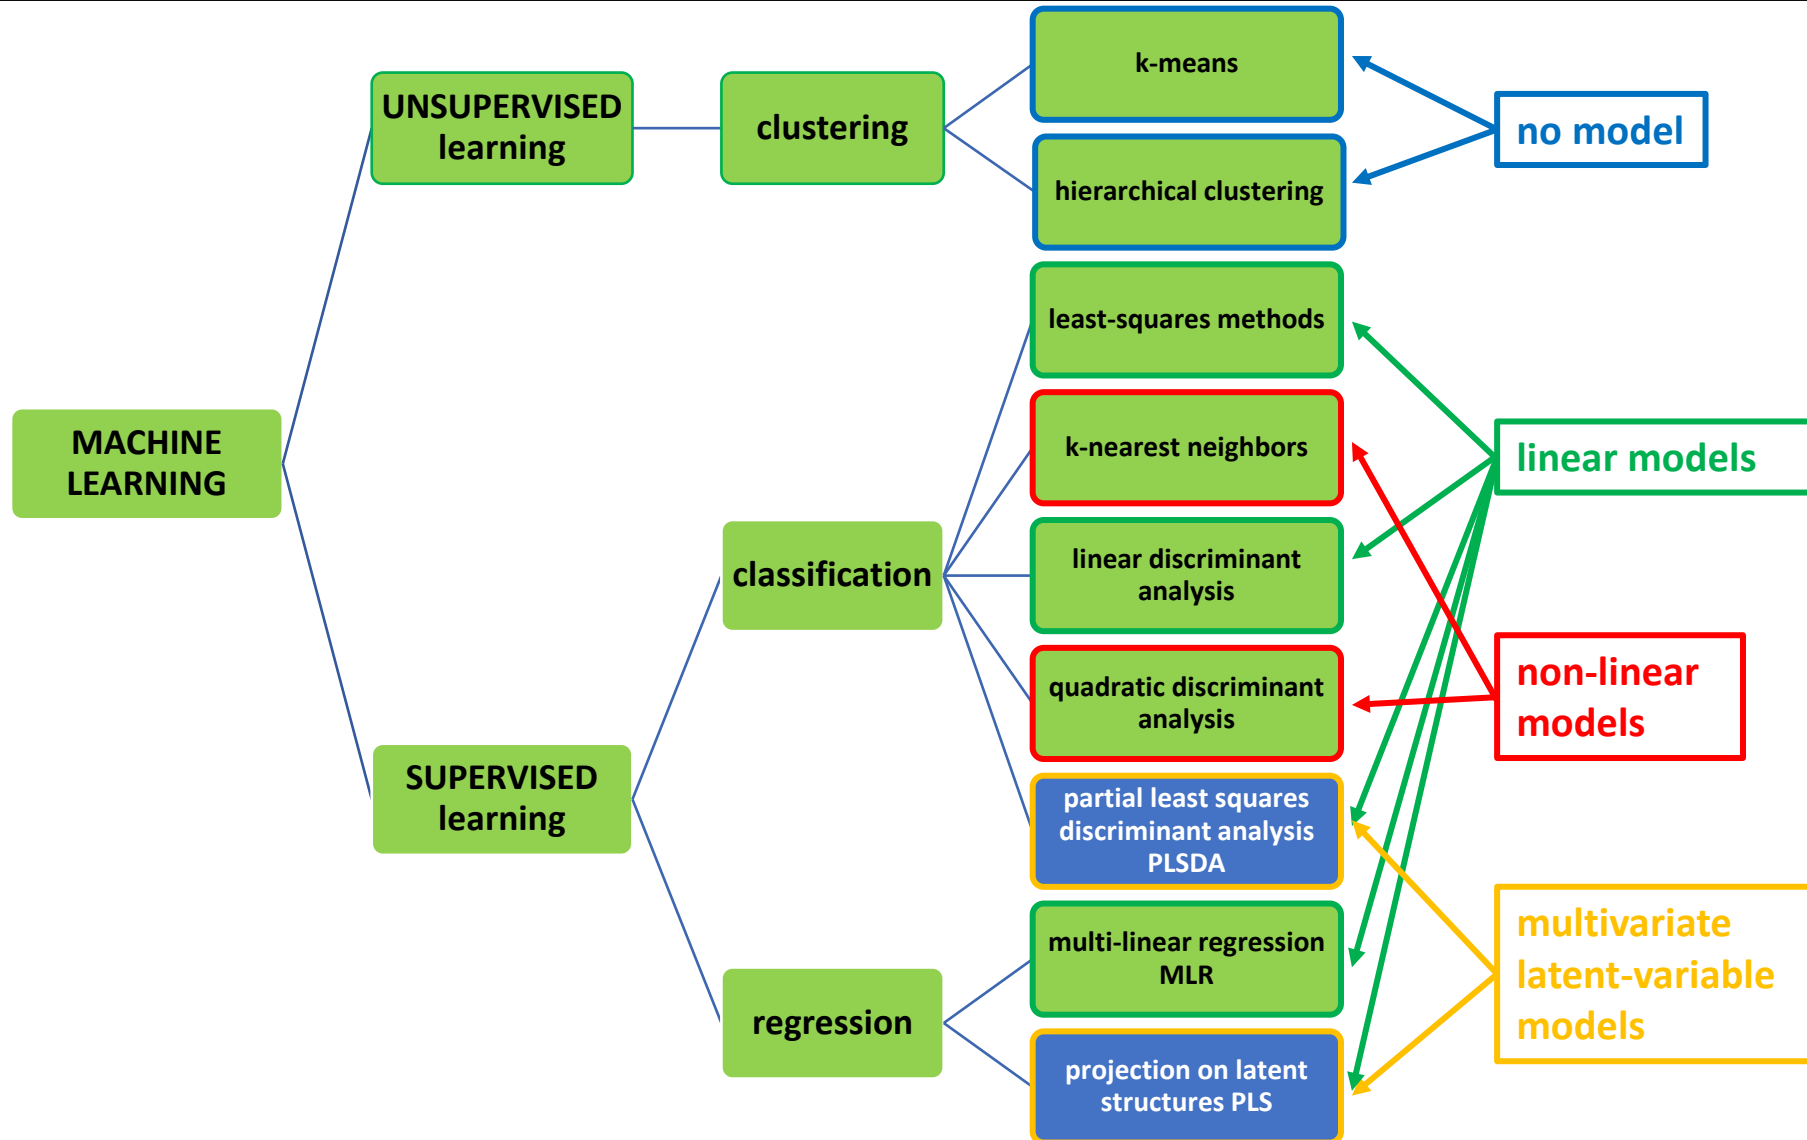 MACHINE
LEARNING
UNSUPERVISED
learning
SUPERVISED
learning
clustering
classification
regression
k-means
hierarchical clustering
least-squares methods
k-nearest neighbors
linear discriminant
analysis
quadratic discriminant
analysis
partial least squares
discriminant analysis
PLSDA
multi-linear regression
MLR
projection on latent
structures PLS
no model
linear models
non-linear
models
multivariate
latent-variable
models